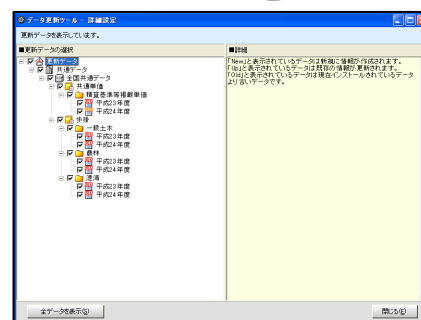 データ更新ツール - 詳細設定
更新データを表示しています。
■更新データの選択
更新データ
共通データ
全国共通データ
共通単価
積算基準等掲載単価
平成23年度
平成24年度
歩掛
一般土木
平成23年度
平成24年度
農林
平成23年度
平成24年度
港湾
平成23年度
平成24年度
■詳細
「New」と表示されているデータは新規に情報が作成されます。
「Up」と表示されているデータは既存の情報が更新されます。
「Old」と表示されているデータは現在インストールされているデータ
より古いデータです。
全データを表示(S)
閉じる(E)